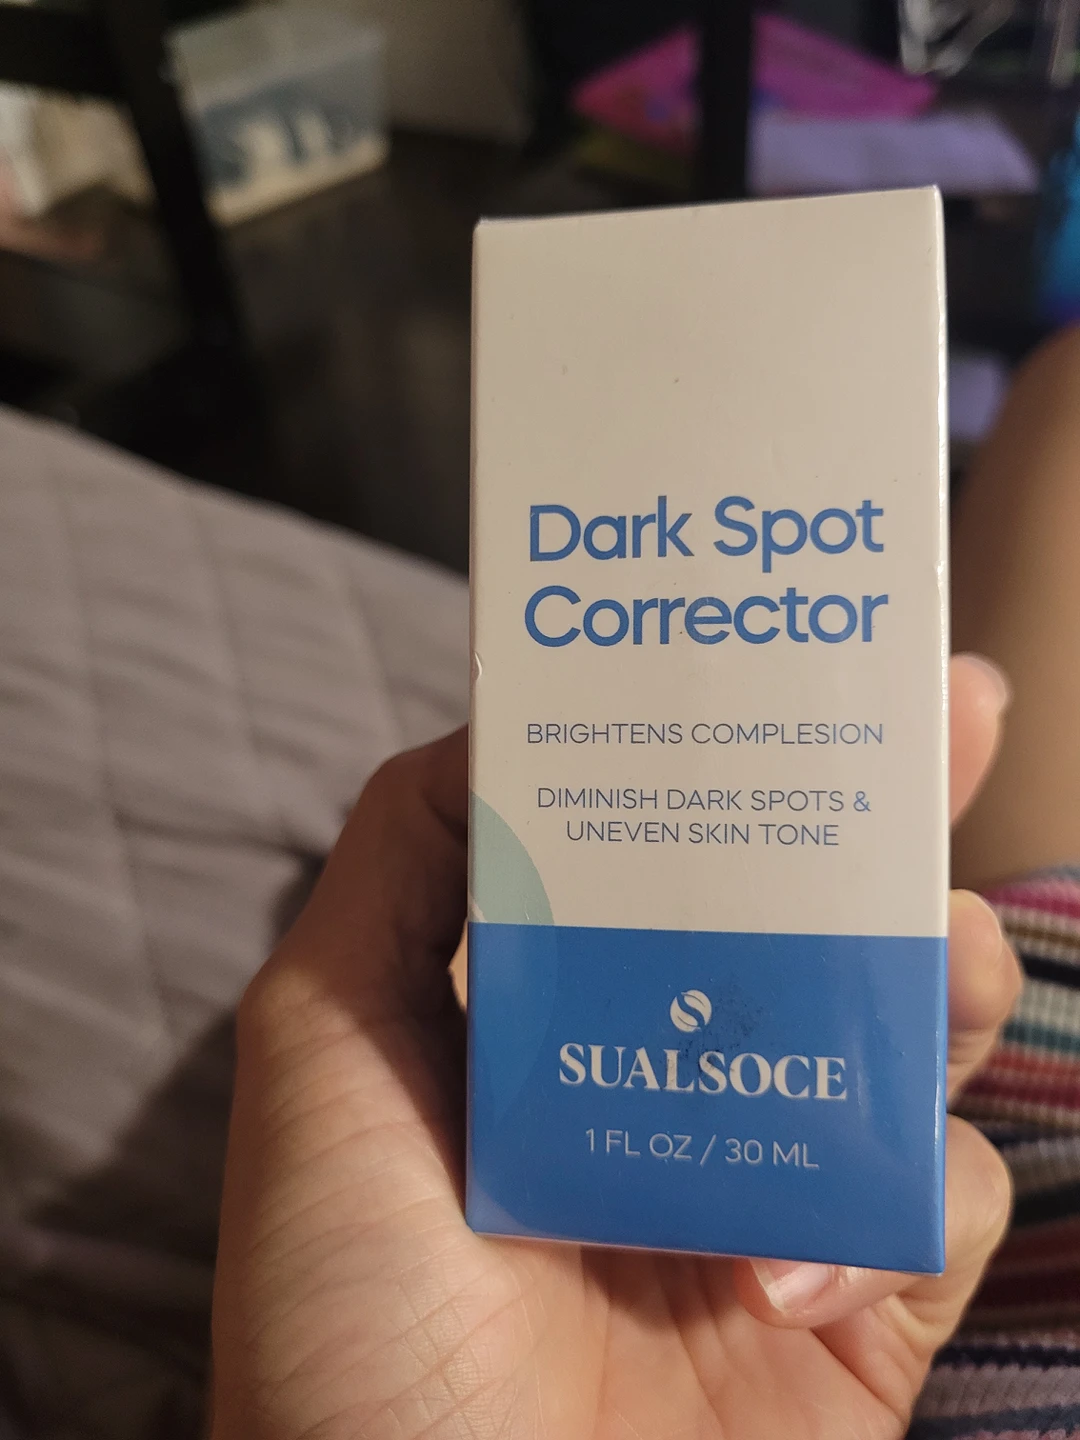 Dark Spot
Corrector
BRIGHTENS COMPLESION
DIMINISH DARK SPOTS &
UNEVEN SKIN TONE
SUALSOCE
1 FL OZ / 30 ML